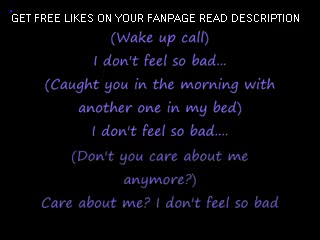 GET FREE LIKES ON YOUR FANPAGE READ DESCRIPTION
(Wake up call)
I don't feel so bad...
(Caught you in the morning with
another one in my bed)
I don't feel so bad....
(Don't you care about me
anymore?)
Care about me? I don't feel so bad